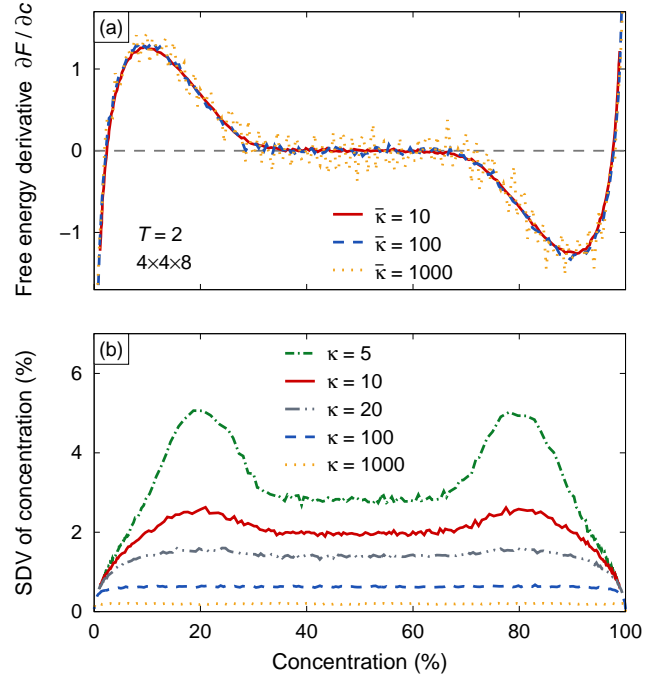 (a)
Free energy derivative ∂F / ∂c
1
0
−1
T = 2
4×4×8
κ̄ = 10
κ̄ = 100
κ̄ = 1000
(b)
SDV of concentration (%)
6
4
2
0
κ = 5
κ = 10
κ = 20
κ = 100
κ = 1000
0 20 40 60 80 100
Concentration (%)